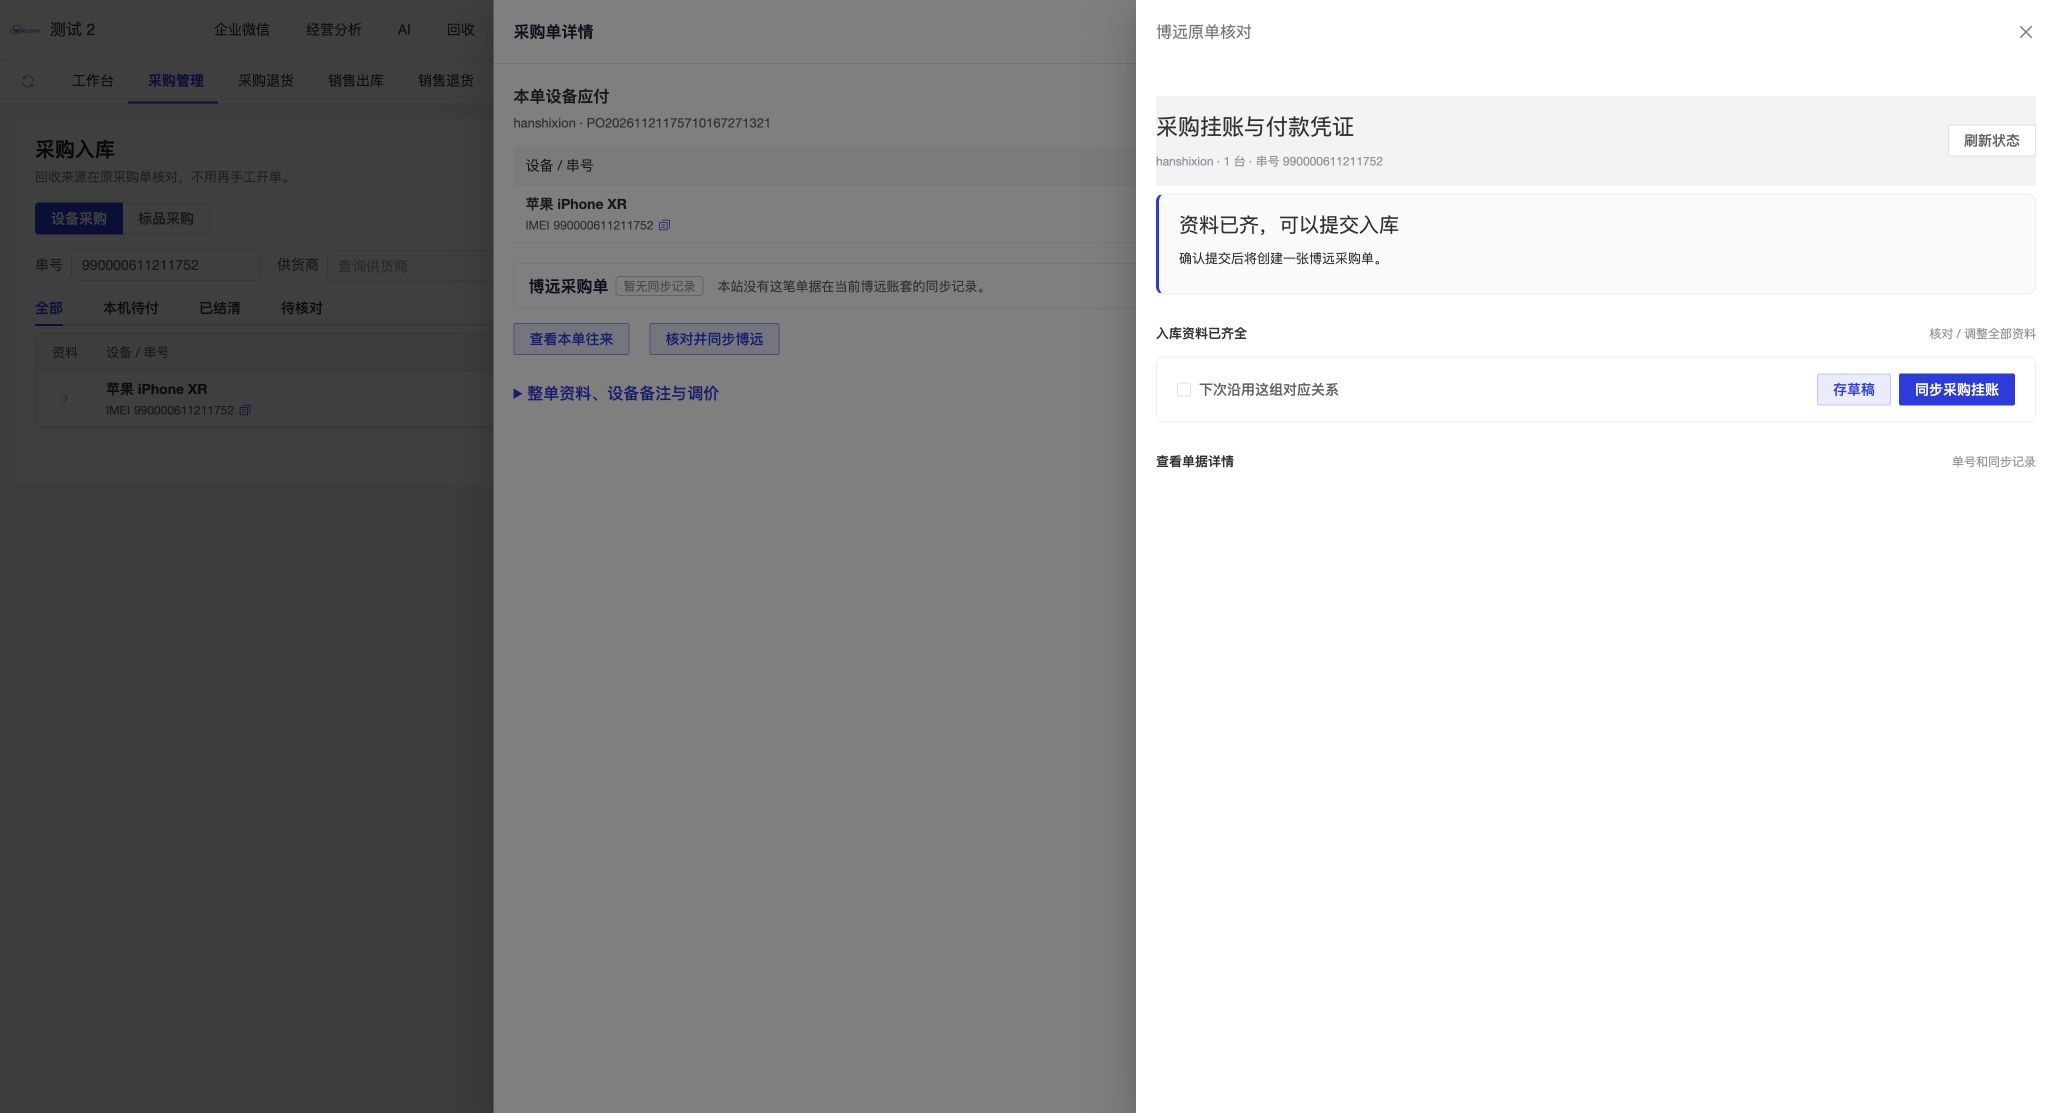 测试 2
企业微信 经营分析 AI 回收
工作台 采购管理 采购退货 销售出库 销售退货
采购入库
回收来源在原采购单核对，不用再手工开单。
设备采购 标品采购
串号 990000611211752 供货商 查询供货商
全部 本机待付 已结清 待核对
资料 设备 / 串号
苹果 iPhone XR
IMEI 990000611211752
采购单详情
本单设备应付
hanshixion · PO20261121175710167271321
设备 / 串号
苹果 iPhone XR
IMEI 990000611211752
博远采购单 暂无同步记录 本站没有这笔单据在当前博远账套的同步记录。
查看本单往来 核对并同步博远
整单资料、设备备注与调价
博远原单核对
采购挂账与付款凭证
hanshixion · 1 台 · 串号 990000611211752
刷新状态
资料已齐，可以提交入库
确认提交后将创建一张博远采购单。
入库资料已齐全 核对 / 调整全部资料
下次沿用这组对应关系 存草稿 同步采购挂账
查看单据详情 单号和同步记录